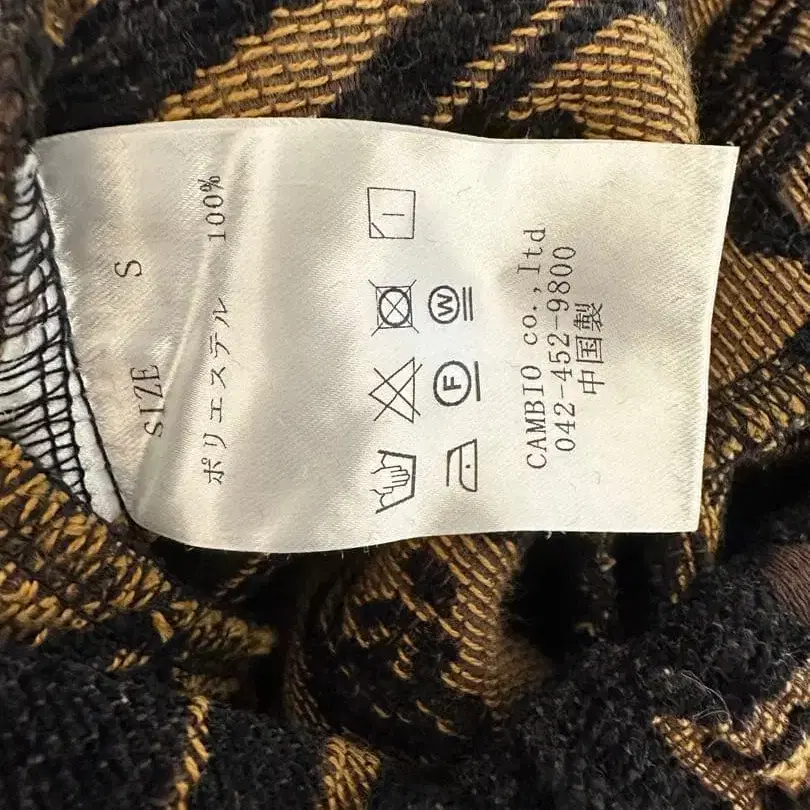 SIZE S
ポリエステル 100%
W
F
CAMBIO co.,ltd
042-452-9800
中国製